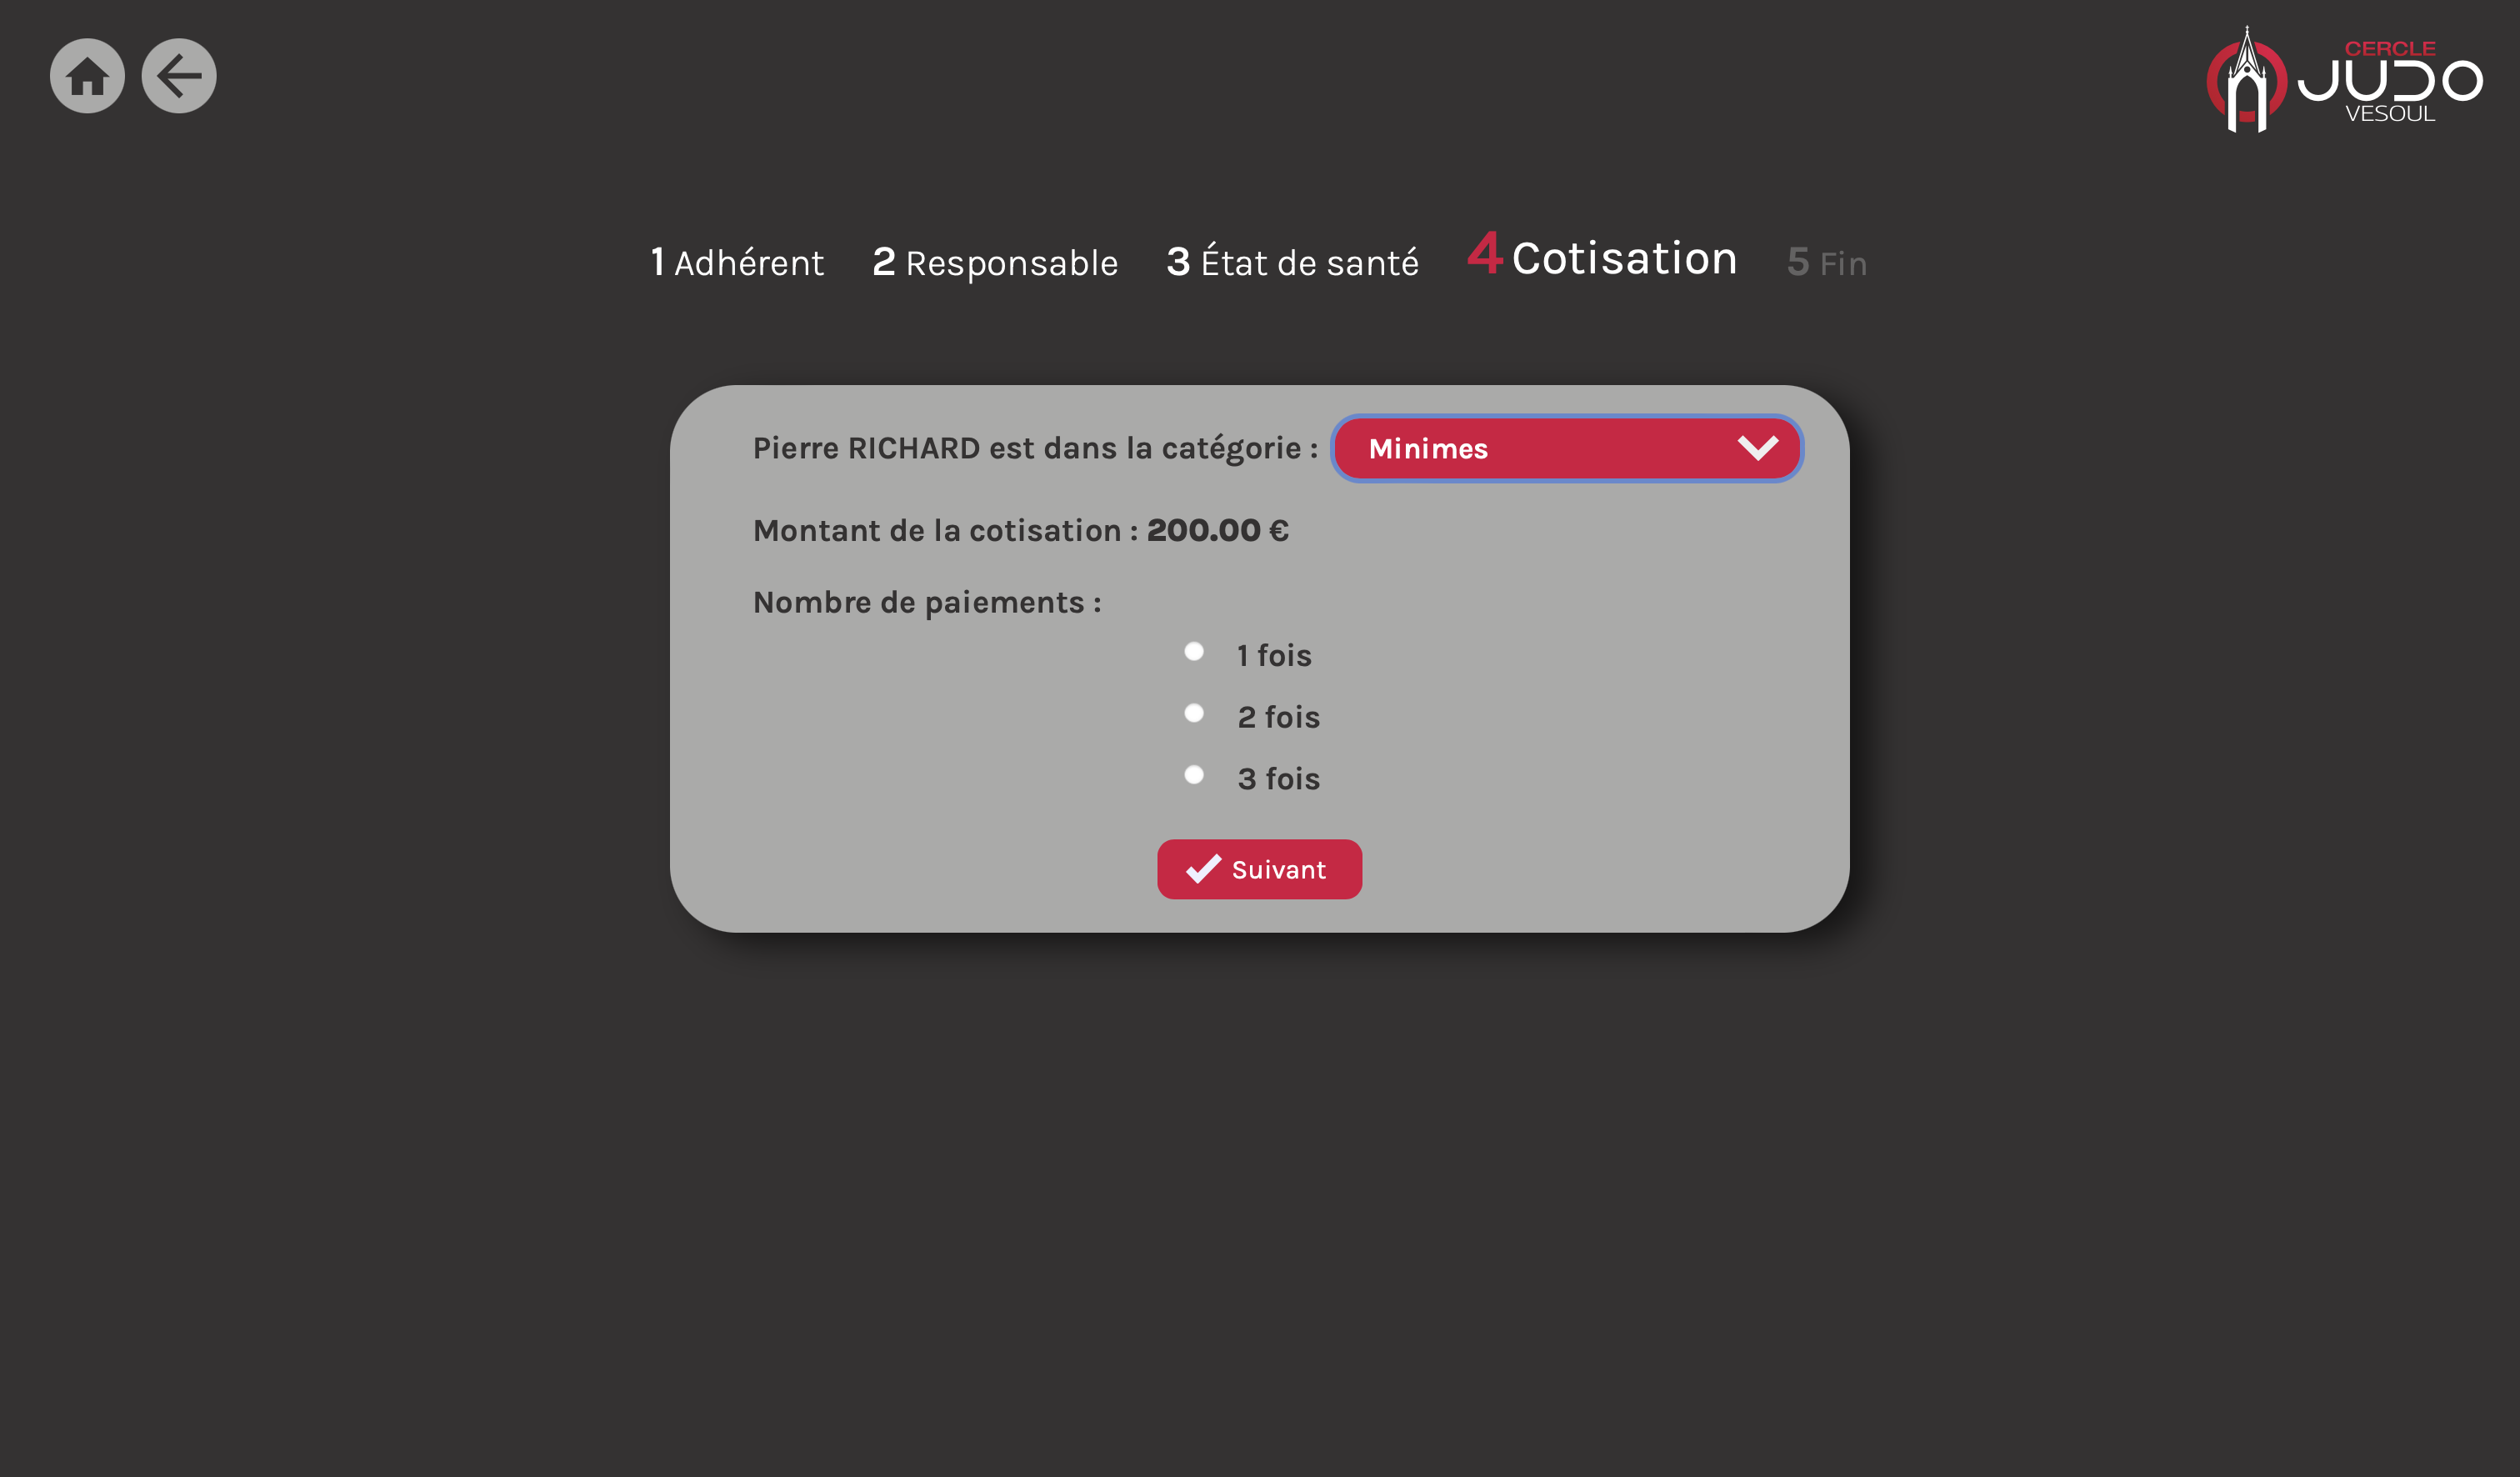 CERCLE
JUDO
VESOUL
1 Adhérent 2 Responsable 3 État de santé 4 Cotisation 5 Fin
Pierre RICHARD est dans la catégorie : Minimes
Montant de la cotisation : 200.00 €
Nombre de paiements :
1 fois
2 fois
3 fois
Suivant